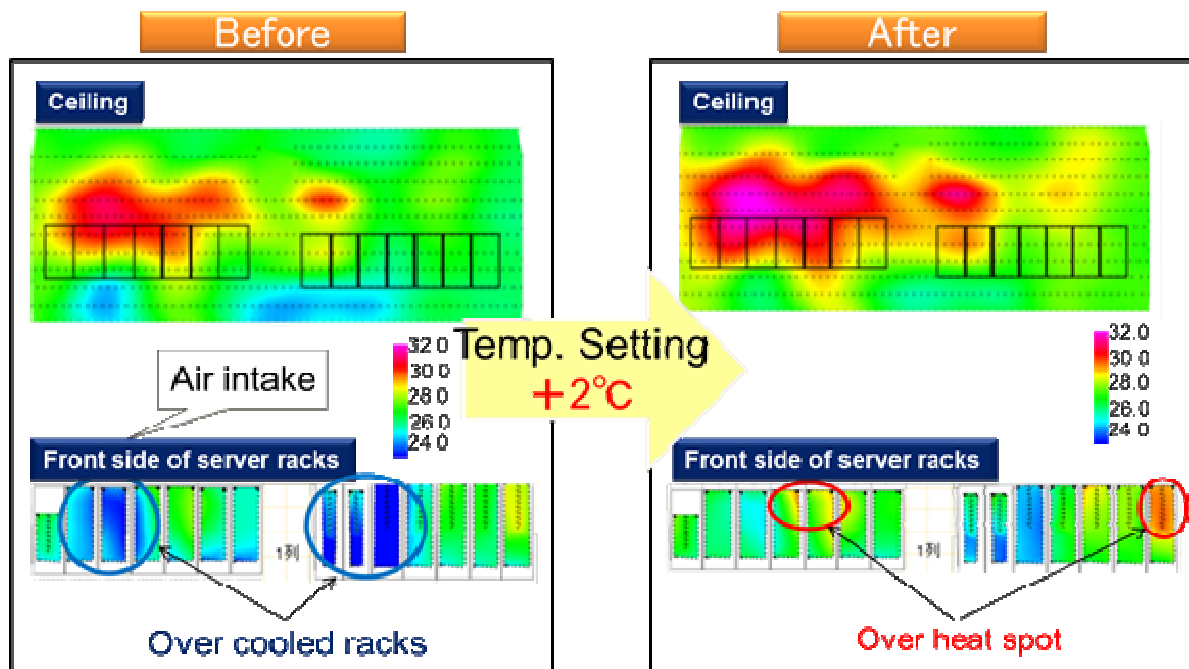 Before
After
Ceiling
Ceiling
Temp. Setting
+2℃
32.0
30.0
28.0
26.0
24.0
32.0
30.0
28.0
26.0
24.0
Air intake
Front side of server racks
Front side of server racks
1列
1列
Over cooled racks
Over heat spot